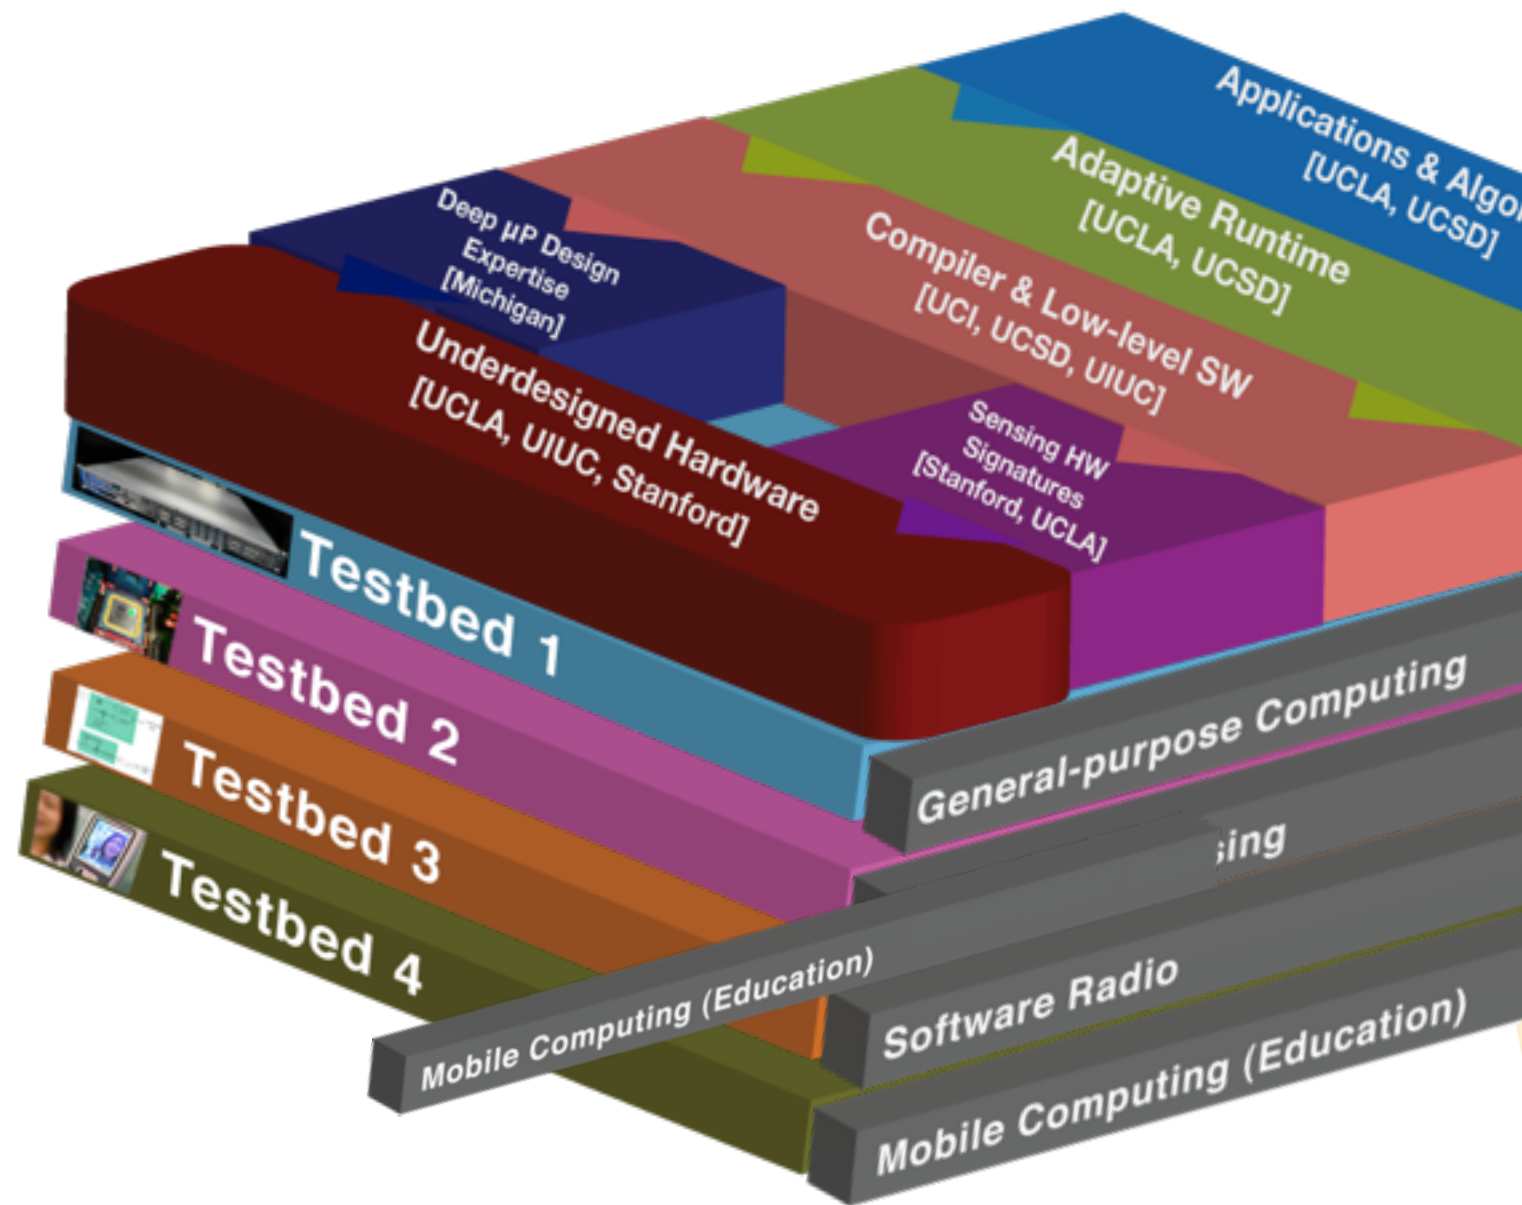 Applications & Algo
[UCLA, UCSD]
Adaptive Runtime
[UCLA, UCSD]
Compiler & Low-level SW
[UCI, UCSD, UIUC]
Deep µP Design
Expertise
[Michigan]
Sensing HW
Signatures
[Stanford, UCLA]
Underdesigned Hardware
[UCLA, UIUC, Stanford]
Testbed 1
Testbed 2
Testbed 3
Testbed 4
General-purpose Computing
sing
Software Radio
Mobile Computing (Education)
Mobile Computing (Education)